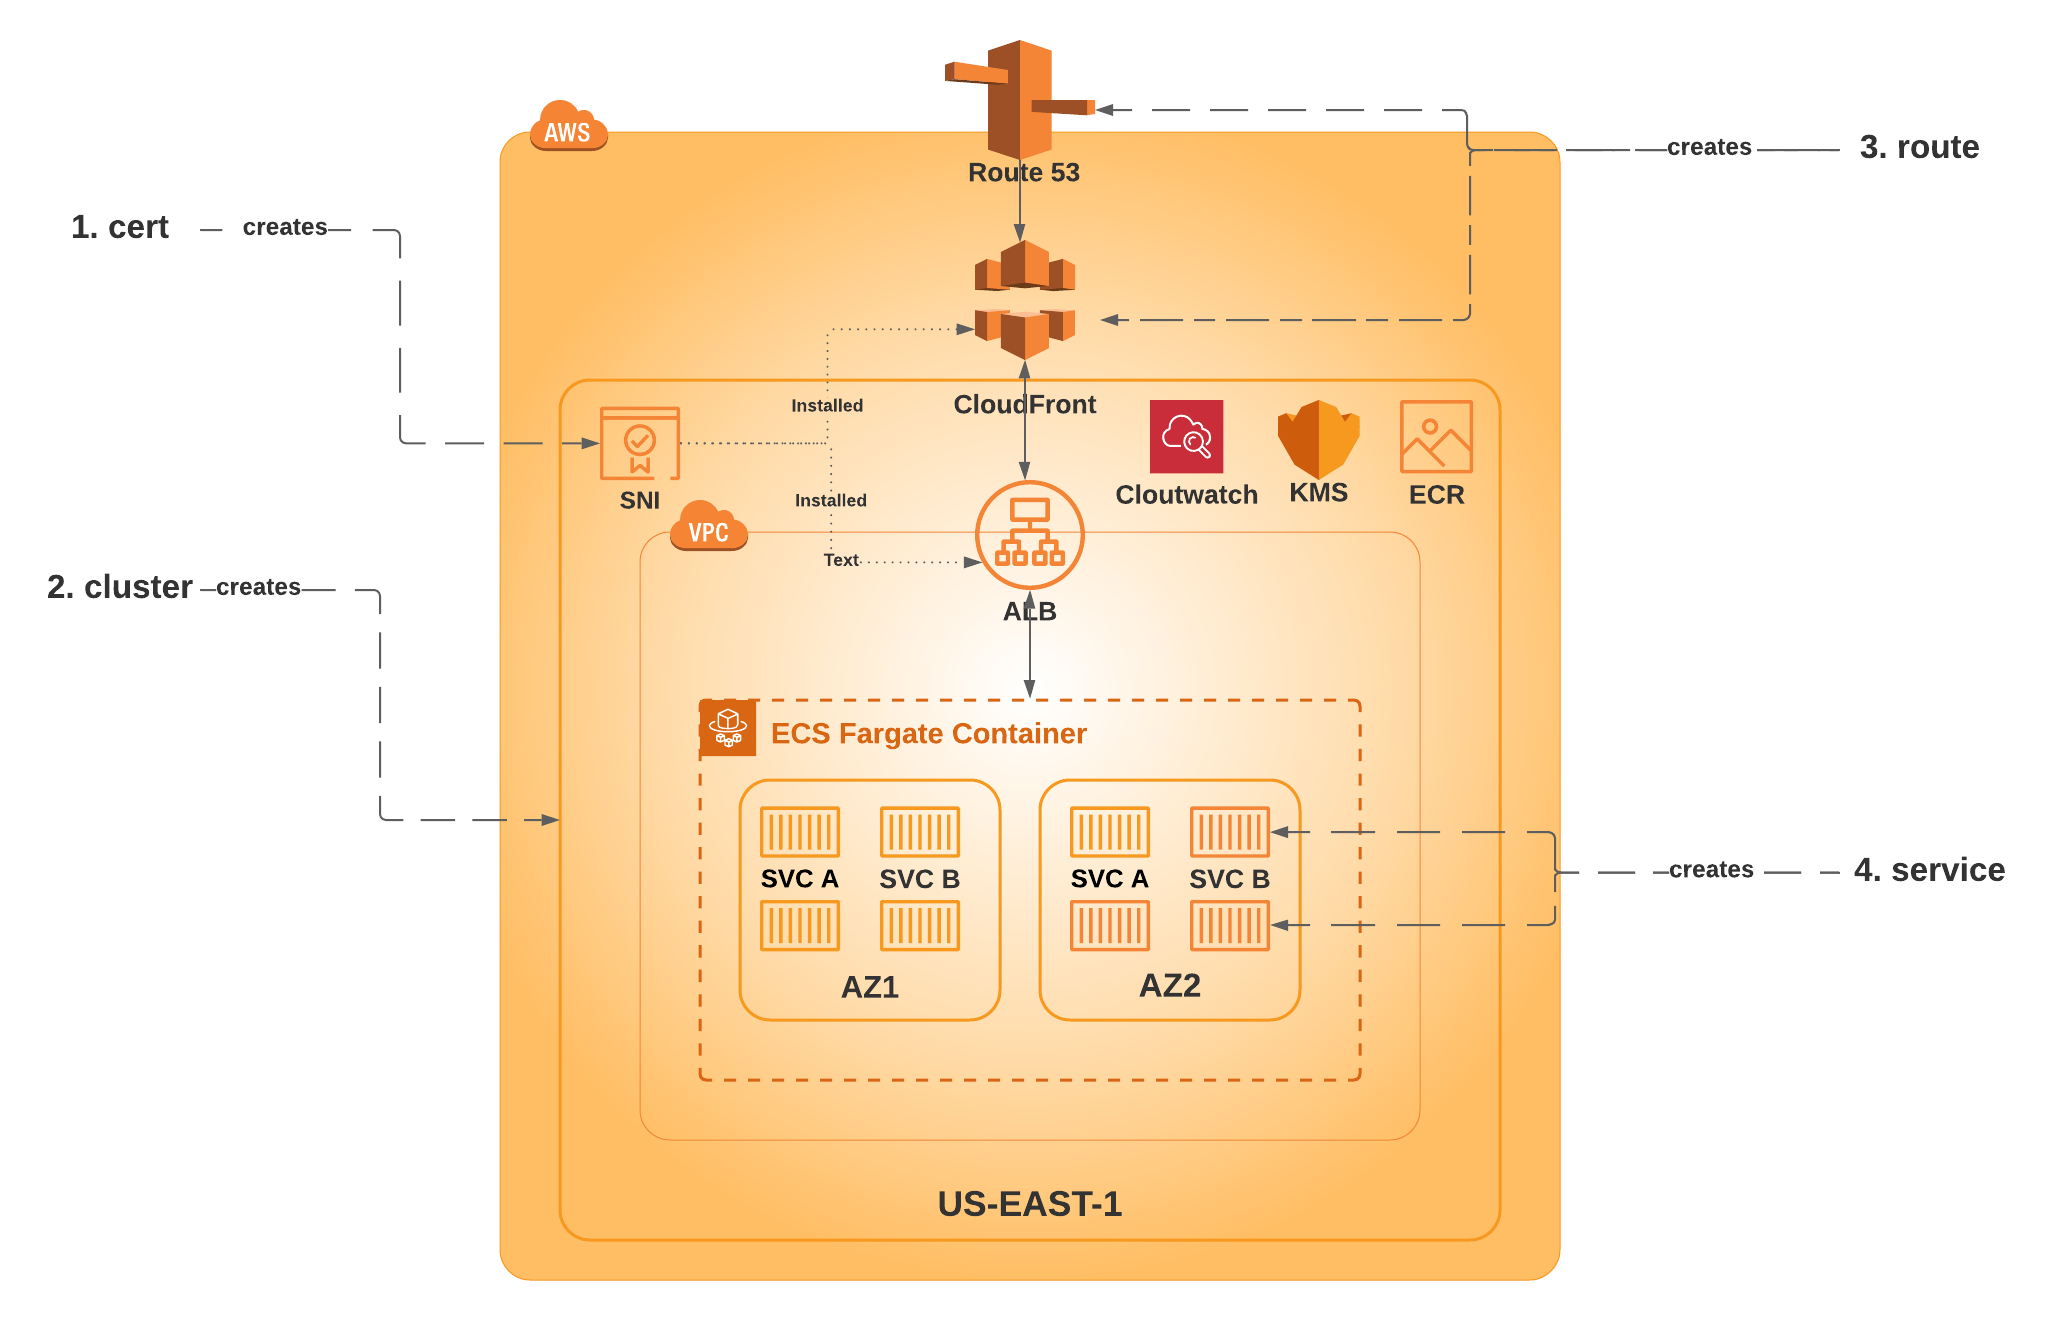 AWS
Route 53
creates
3. route
1. cert
creates
Installed
CloudFront
SNI
Cloutwatch
KMS
ECR
Installed
VPC
Text
2. cluster
creates
ALB
ECS Fargate Container
SVC A
SVC B
SVC A
SVC B
creates
4. service
AZ1
AZ2
US-EAST-1